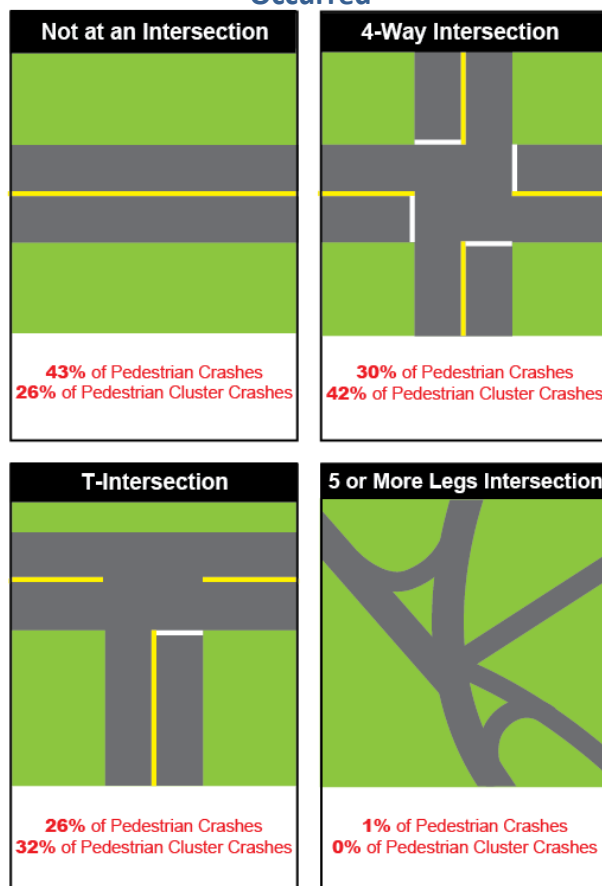 Occurred
Not at an Intersection
43% of Pedestrian Crashes
26% of Pedestrian Cluster Crashes
4-Way Intersection
30% of Pedestrian Crashes
42% of Pedestrian Cluster Crashes
T-Intersection
26% of Pedestrian Crashes
32% of Pedestrian Cluster Crashes
5 or More Legs Intersection
1% of Pedestrian Crashes
0% of Pedestrian Cluster Crashes